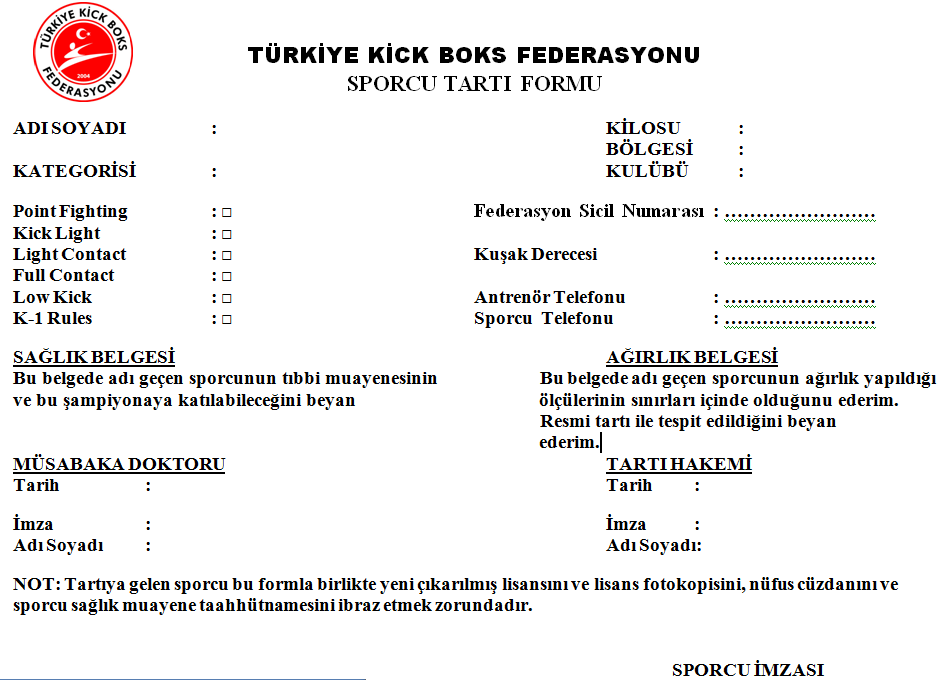 TÜRKİYE KICK BOKS
FEDERASYONU
2004
TÜRKİYE KİCK BOKS FEDERASYONU
SPORCU TARTI FORMU
ADI SOYADI : KİLOSU :
BÖLGESİ :
KATEGORİSİ : KULÜBÜ :
Point Fighting : □ Federasyon Sicil Numarası : ……………………
Kick Light : □
Light Contact : □ Kuşak Derecesi : ……………………
Full Contact : □
Low Kick : □ Antrenör Telefonu : ……………………
K-1 Rules : □ Sporcu Telefonu : ……………………
SAĞLIK BELGESİ AĞIRLIK BELGESİ
Bu belgede adı geçen sporcunun tıbbi muayenesinin Bu belgede adı geçen sporcunun ağırlık yapıldığı
ve bu şampiyonaya katılabileceğini beyan ölçülerinin sınırları içinde olduğunu ederim.
Resmi tartı ile tespit edildiğini beyan
ederim.
MÜSABAKA DOKTORU TARTI HAKEMİ
Tarih : Tarih :
İmza : İmza :
Adı Soyadı : Adı Soyadı:
NOT: Tartıya gelen sporcu bu formla birlikte yeni çıkarılmış lisansını ve lisans fotokopisini, nüfus cüzdanını ve
sporcu sağlık muayene taahhütnamesini ibraz etmek zorundadır.
SPORCU İMZASI